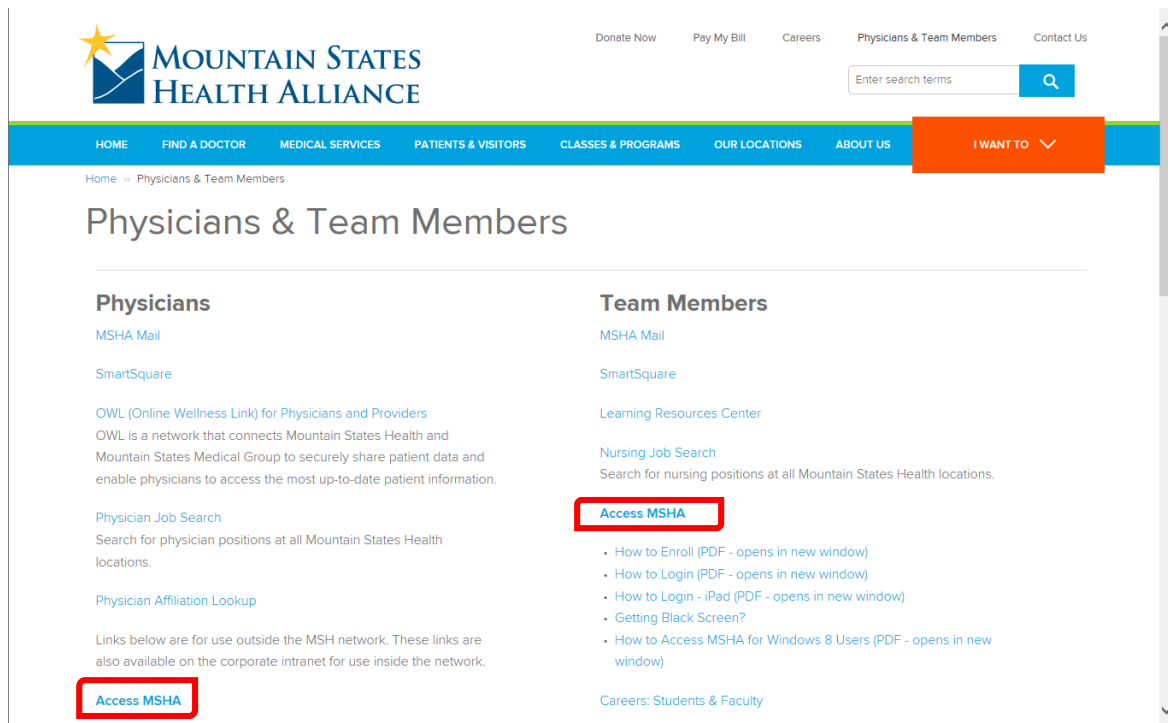 Donate Now
Pay My Bill
Careers
Physicians & Team Members
Contact Us
MOUNTAIN STATES
HEALTH ALLIANCE
Enter search terms
HOME
FIND A DOCTOR
MEDICAL SERVICES
PATIENTS & VISITORS
CLASSES & PROGRAMS
OUR LOCATIONS
ABOUT US
I WANT TO
Home » Physicians & Team Members
Physicians & Team Members
Physicians
MSHA Mail
SmartSquare
OWL (Online Wellness Link) for Physicians and Providers
OWL is a network that connects Mountain States Health and
Mountain States Medical Group to securely share patient data and
enable physicians to access the most up-to-date patient information.
Physician Job Search
Search for physician positions at all Mountain States Health
locations.
Physician Affiliation Lookup
Links below are for use outside the MSH network. These links are
also available on the corporate intranet for use inside the network.
Access MSHA
Team Members
MSHA Mail
SmartSquare
Learning Resources Center
Nursing Job Search
Search for nursing positions at all Mountain States Health locations.
Access MSHA
• How to Enroll (PDF - opens in new window)
• How to Login (PDF - opens in new window)
• How to Login - iPad (PDF - opens in new window)
• Getting Black Screen?
• How to Access MSHA for Windows 8 Users (PDF - opens in new
window)
Careers: Students & Faculty